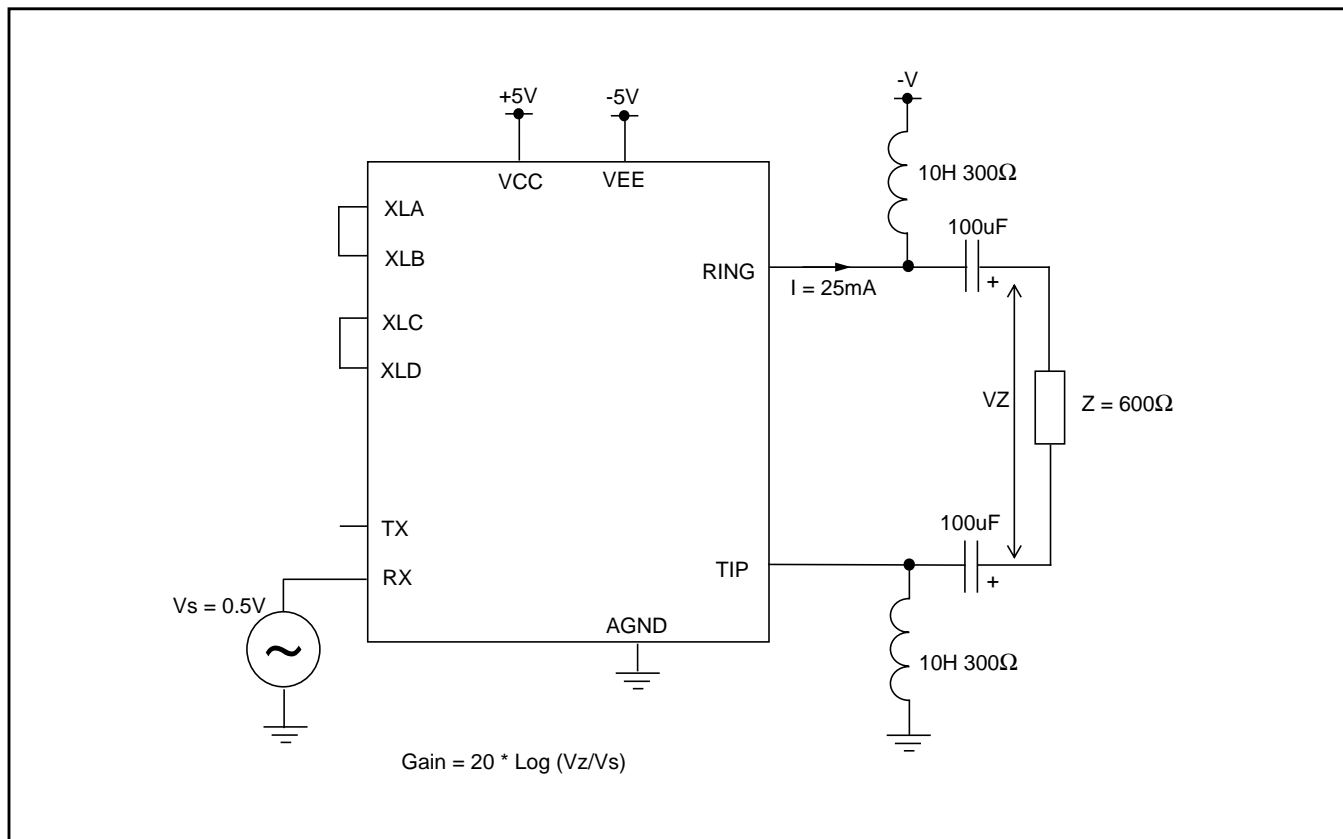 -V
+5V
-5V
10H 300Ω
VCC
VEE
XLA
100uF
XLB
RING
+
I = 25mA
XLC
XLD
VZ
Z = 600Ω
100uF
TX
TIP
RX
+
Vs = 0.5V
AGND
10H 300Ω
Gain = 20 * Log (Vz/Vs)